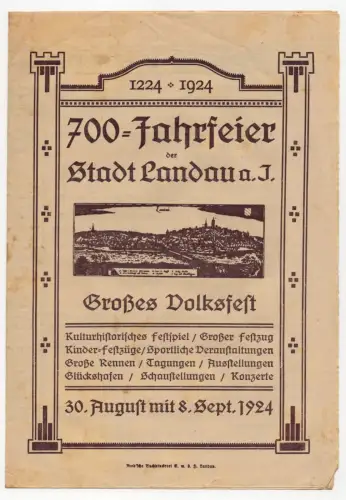 1224 * 1924
700=Jahrfeier
der
Stadt Landau a. I.
Großes Volksfest
Kulturhistorisches Festspiel / Großer Festzug
Kinder-Festzüge / Sportliche Veranstaltungen
Große Rennen / Tagungen / Ausstellungen
Glückshafen / Schaustellungen / Konzerte
30. August mit 8. Sept. 1924